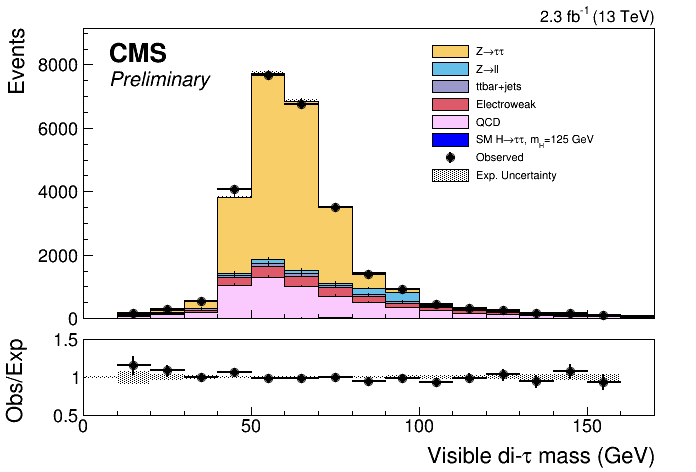 2.3 fb⁻¹ (13 TeV)
Events
CMS
Preliminary
8000
6000
4000
2000
0
Z→ττ
Z→ll
ttbar+jets
Electroweak
QCD
SM H→ττ, m_H=125 GeV
Observed
Exp. Uncertainty
Obs/Exp
1.5
1
0.5
0 50 100 150
Visible di-τ mass (GeV)